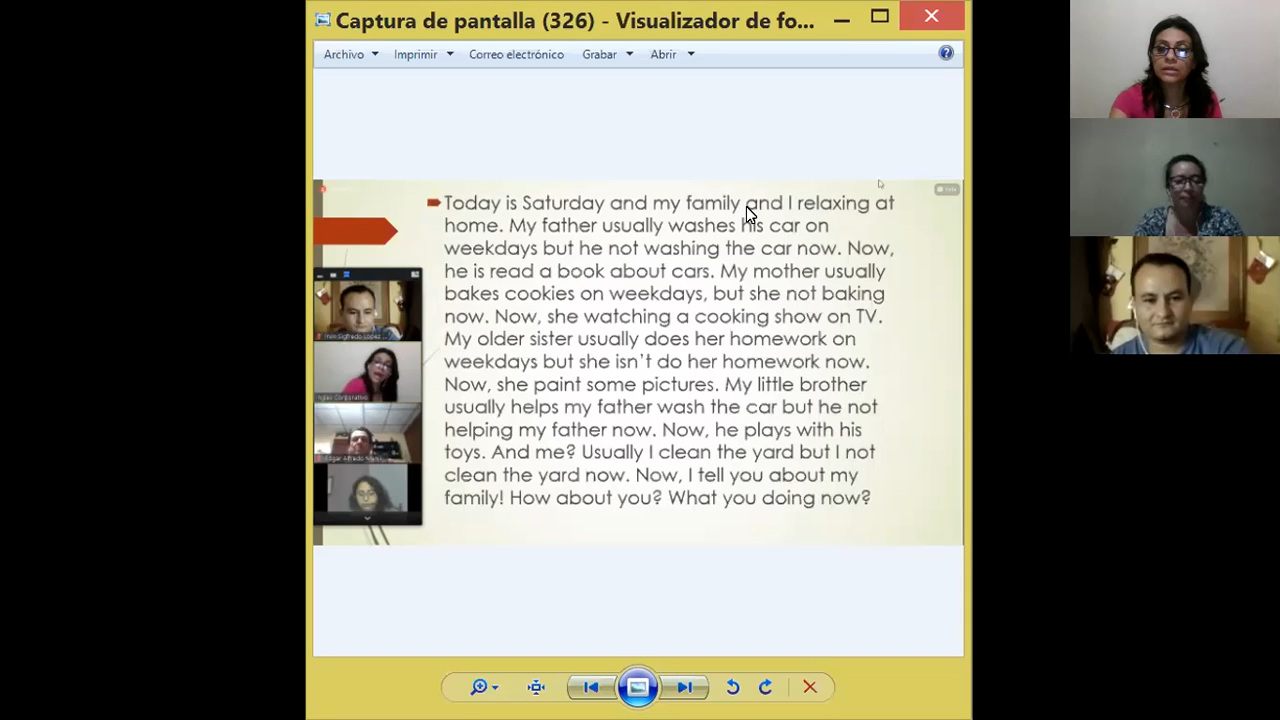 Captura de pantalla (326) - Visualizador de fo...
Archivo Imprimir Correo electrónico Grabar Abrir
Today is Saturday and my family and I relaxing at
home. My father usually washes his car on
weekdays but he not washing the car now. Now,
he is read a book about cars. My mother usually
bakes cookies on weekdays, but she not baking
now. Now, she watching a cooking show on TV.
My older sister usually does her homework on
weekdays but she isn't do her homework now.
Now, she paint some pictures. My little brother
usually helps my father wash the car but he not
helping my father now. Now, he plays with his
toys. And me? Usually I clean the yard but I not
clean the yard now. Now, I tell you about my
family! How about you? What you doing now?